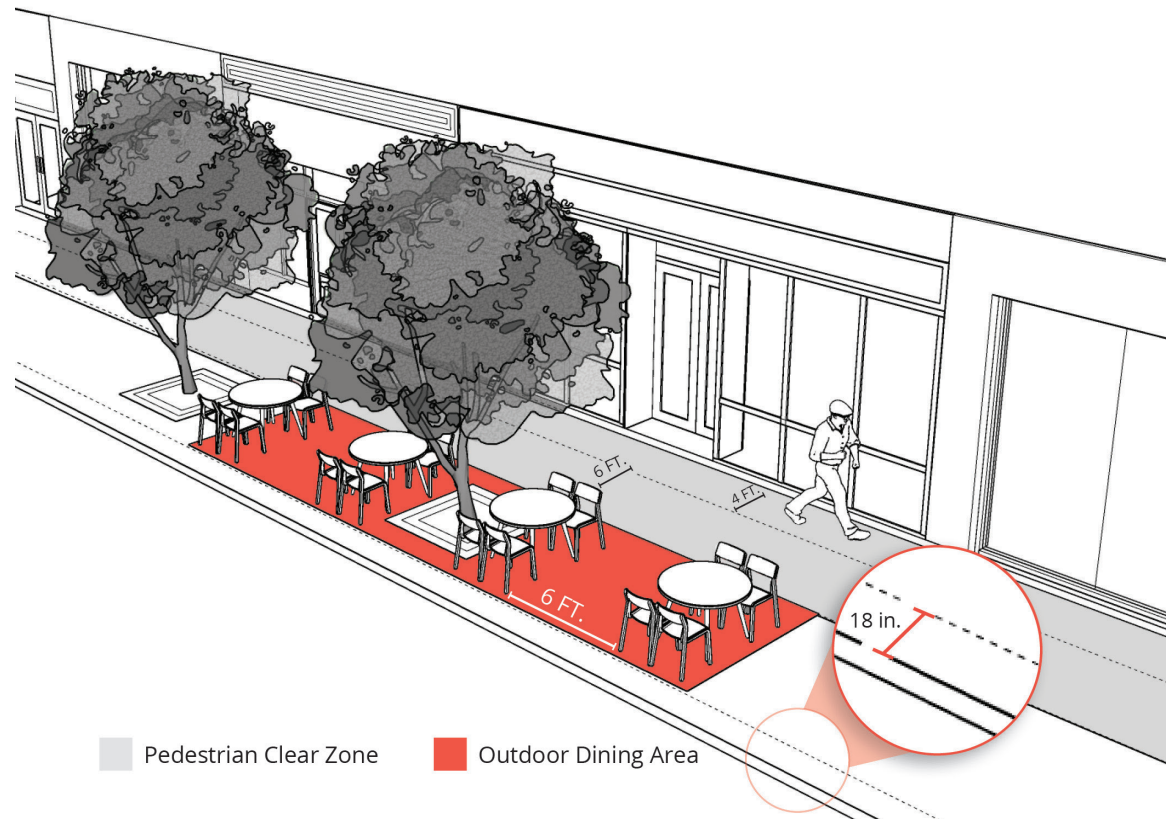 6 FT.
4 FT.
6 FT.
18 in.
Pedestrian Clear Zone
Outdoor Dining Area